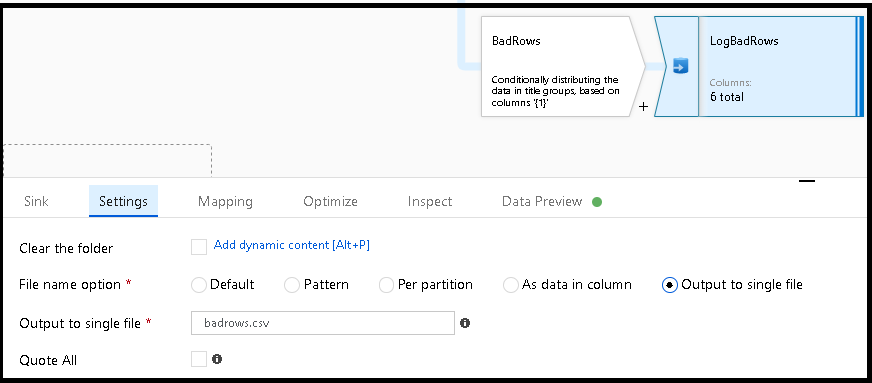 BadRows
Conditionally distributing the
data in title groups, based on
columns '{1}'
+
LogBadRows
Columns:
6 total
Sink Settings Mapping Optimize Inspect Data Preview
Clear the folder Add dynamic content [Alt+P]
File name option * Default Pattern Per partition As data in column Output to single file
Output to single file * badrows.csv
Quote All